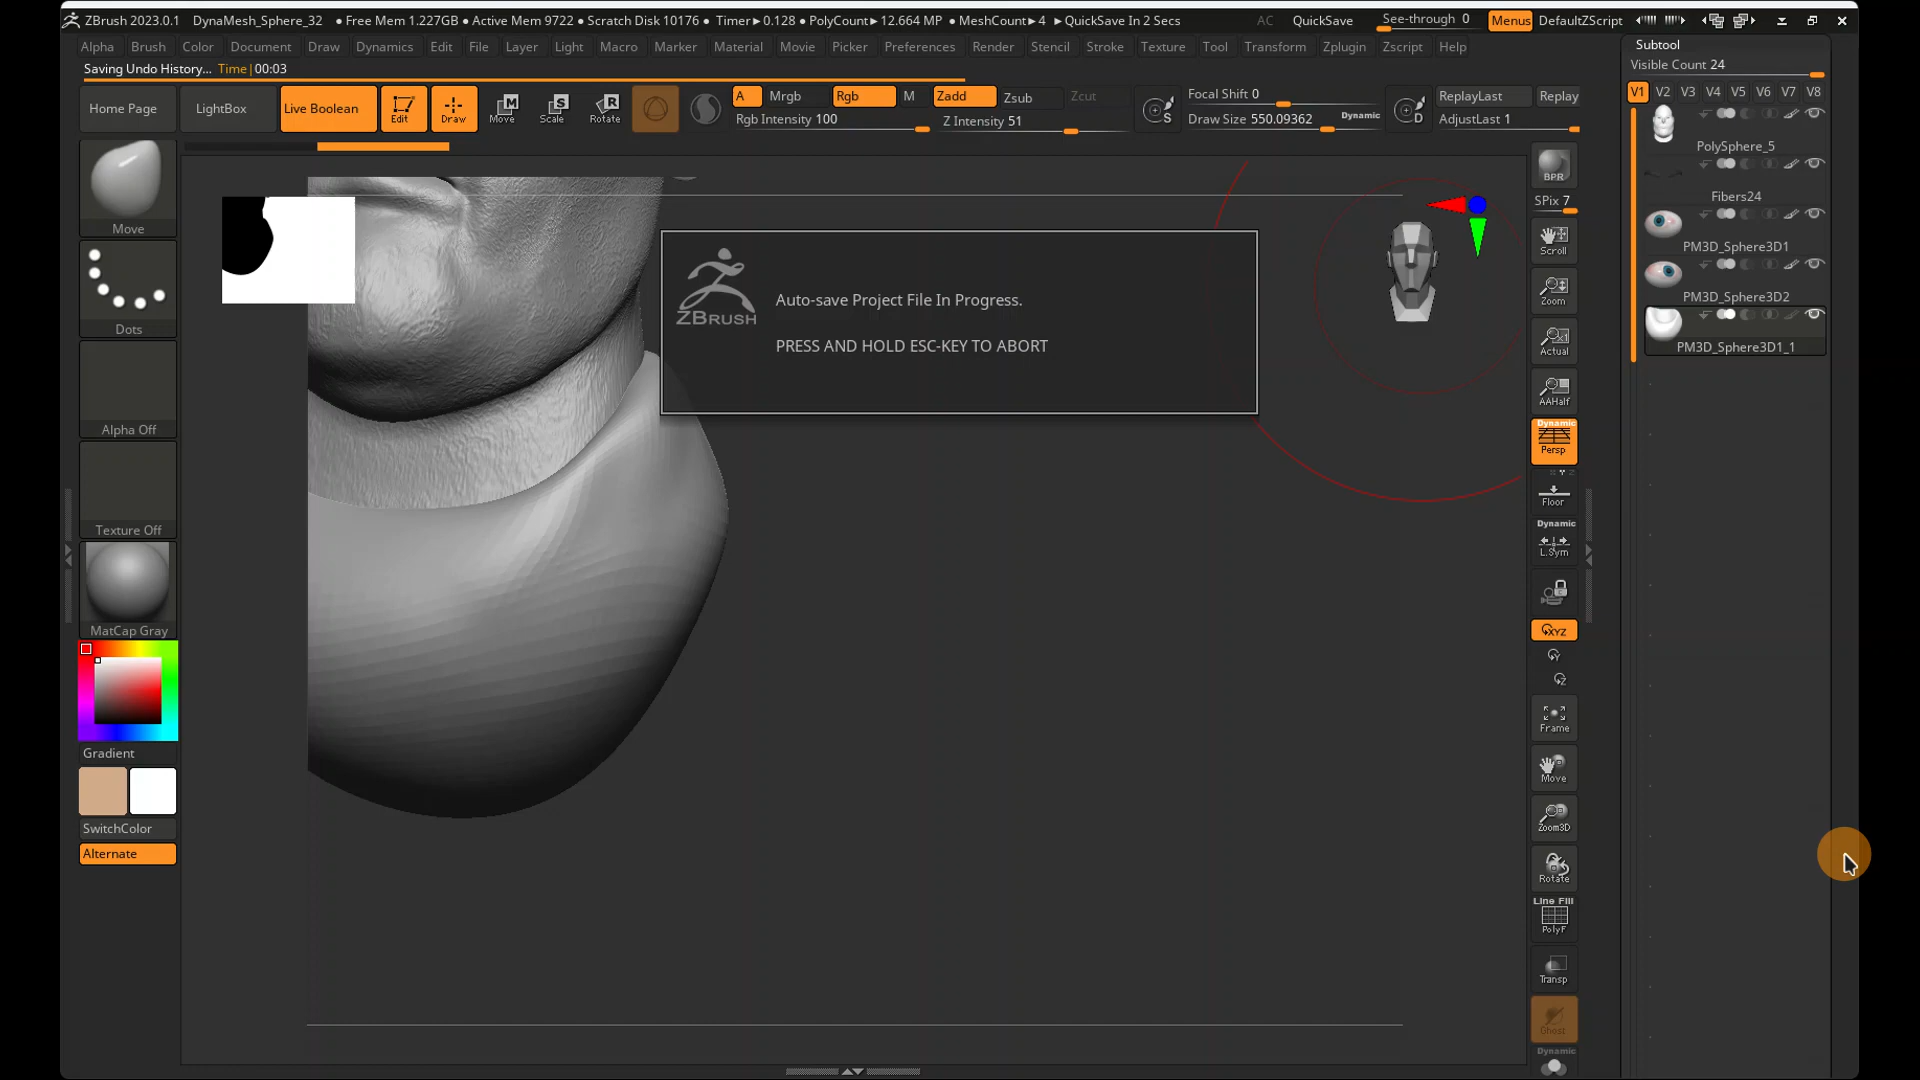 ZBrush 2023.0.1 DynaMesh_Sphere_32 ● Free Mem 1.227GB ● Active Mem 9722 ● Scratch Disk 10176 ● Timer►0.128 ● PolyCount►12.664 MP ● MeshCount►4 ►QuickSave In 2 Secs AC QuickSave See-through 0 Menus DefaultZScript
Alpha Brush Color Document Draw Dynamics Edit File Layer Light Macro Marker Material Movie Picker Preferences Render Stencil Stroke Texture Tool Transform Zplugin Zscript Help
Saving Undo History... Time|00:03
Home Page LightBox Live Boolean Edit Draw Move Scale Rotate
A Mrgb Rgb M Zadd Zsub Zcut
Rgb Intensity 100 Z Intensity 51
Focal Shift 0
Draw Size 550.09362 Dynamic
S
D
ReplayLast Replay
AdjustLast 1
Move
Dots
Alpha Off
Texture Off
MatCap Gray
Gradient
SwitchColor
Alternate
ZBRUSH
Auto-save Project File In Progress.
PRESS AND HOLD ESC-KEY TO ABORT
BPR
SPix 7
Scroll
Zoom
Actual
AAHalf
Dynamic
Persp
Floor
Dynamic
L.Sym
XYZ
Y
Z
Frame
Move
Zoom3D
Rotate
Line Fill
PolyF
Transp
Ghost
Dynamic
Subtool
Visible Count 24
V1 V2 V3 V4 V5 V6 V7 V8
PolySphere_5
Fibers24
PM3D_Sphere3D1
PM3D_Sphere3D2
PM3D_Sphere3D1_1